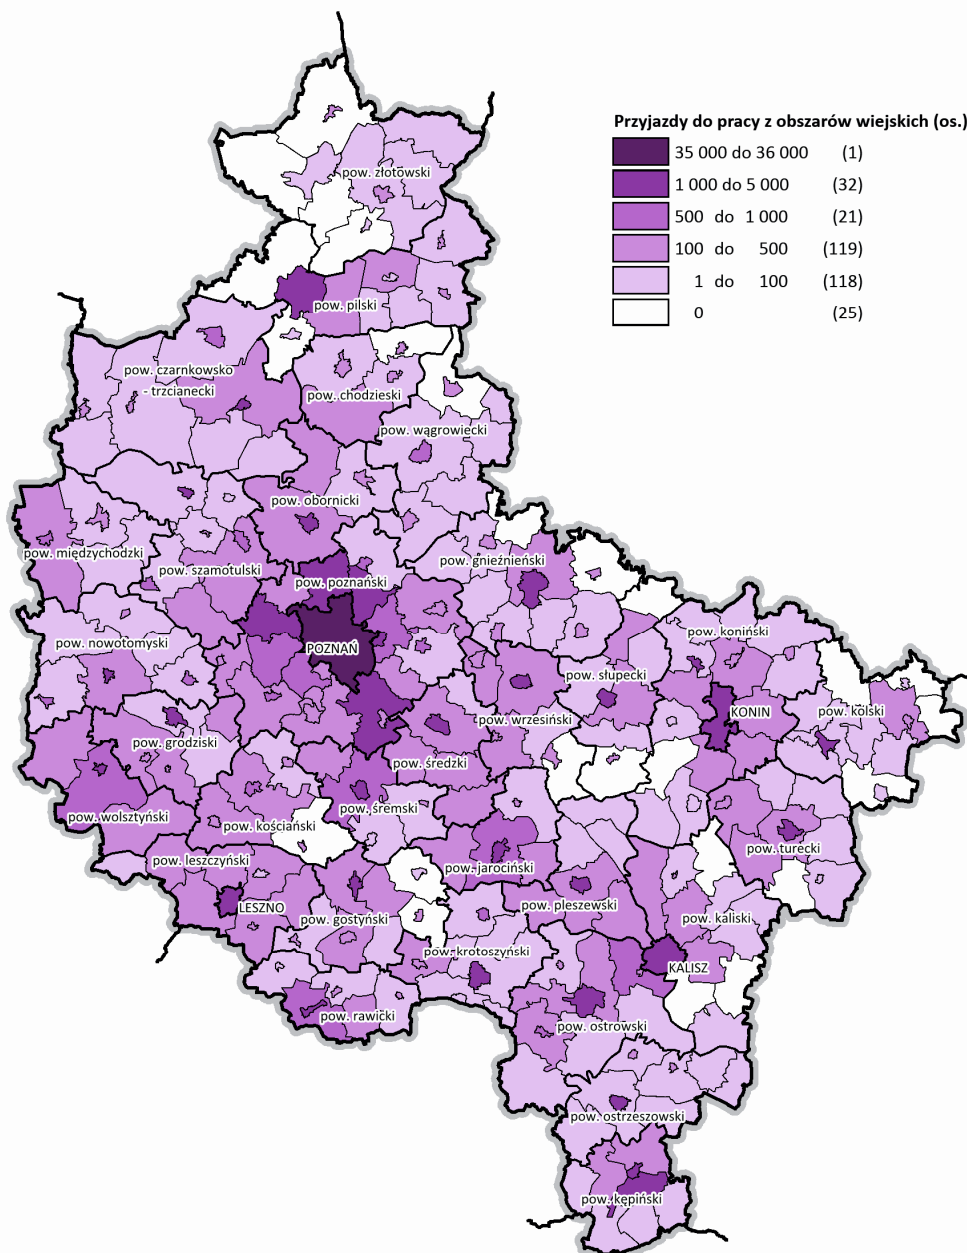 Przyjazdy do pracy z obszarów wiejskich (os.)
35 000 do 36 000 (1)
1 000 do 5 000 (32)
500 do 1 000 (21)
100 do 500 (119)
1 do 100 (118)
0 (25)
pow. złotowski
pow. pilski
pow. czarnkowsko
- trzcianecki
pow. chodzieski
pow. wągrowiecki
pow. obornicki
pow. międzychodzki
pow. szamotulski
pow. poznański
pow. gnieźnieński
pow. nowotomyski
POZNAŃ
pow. koniński
pow. słupecki
KONIN
pow. kolski
pow. wrzesiński
pow. grodziski
pow. średzki
pow. śremski
pow. wolsztyński
pow. kościański
pow. turecki
pow. leszczyński
pow. jarociński
LESZNO
pow. gostyński
pow. pleszewski
pow. kaliski
pow. krotoszyński
KALISZ
pow. rawicki
pow. ostrowski
pow. ostrzeszowski
pow. kępiński